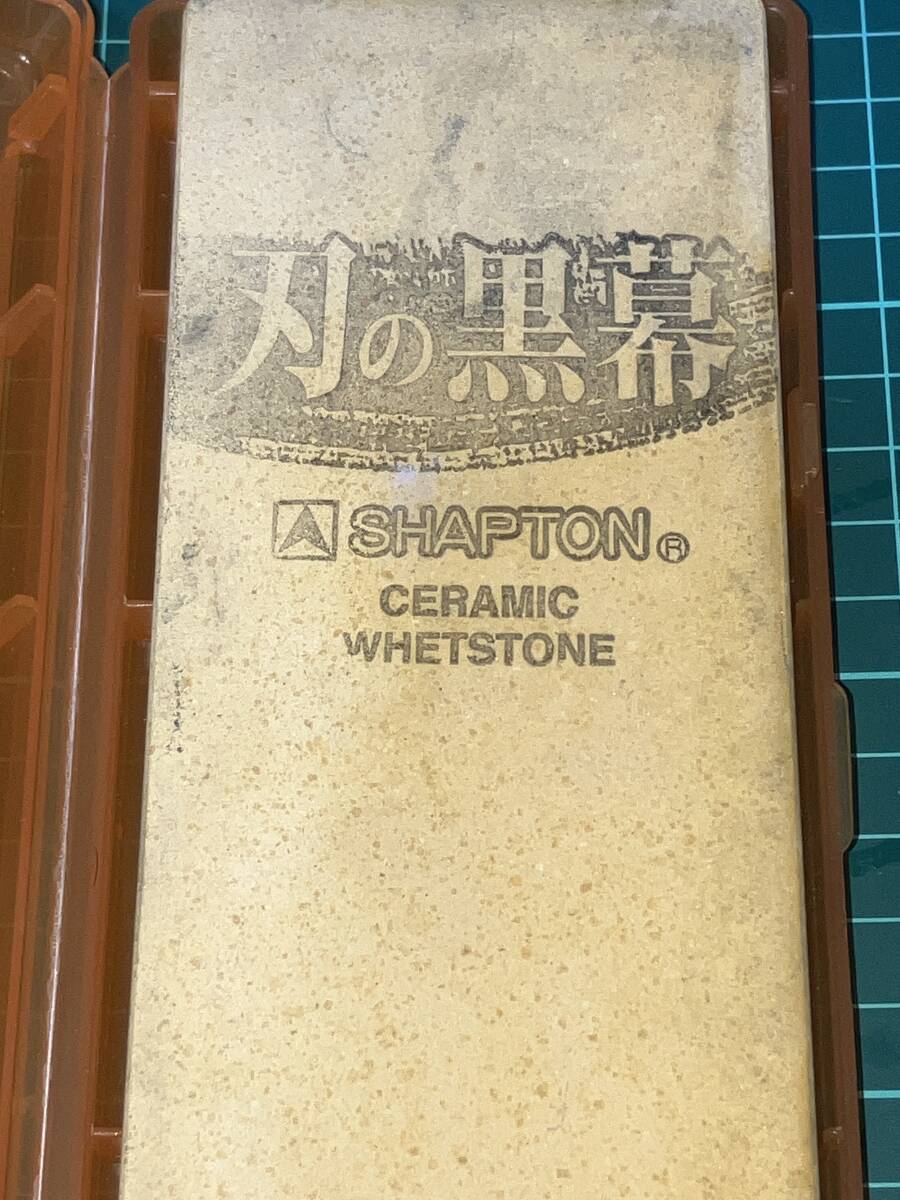 刃の黒幕
SHAPTON®
CERAMIC
WHETSTONE